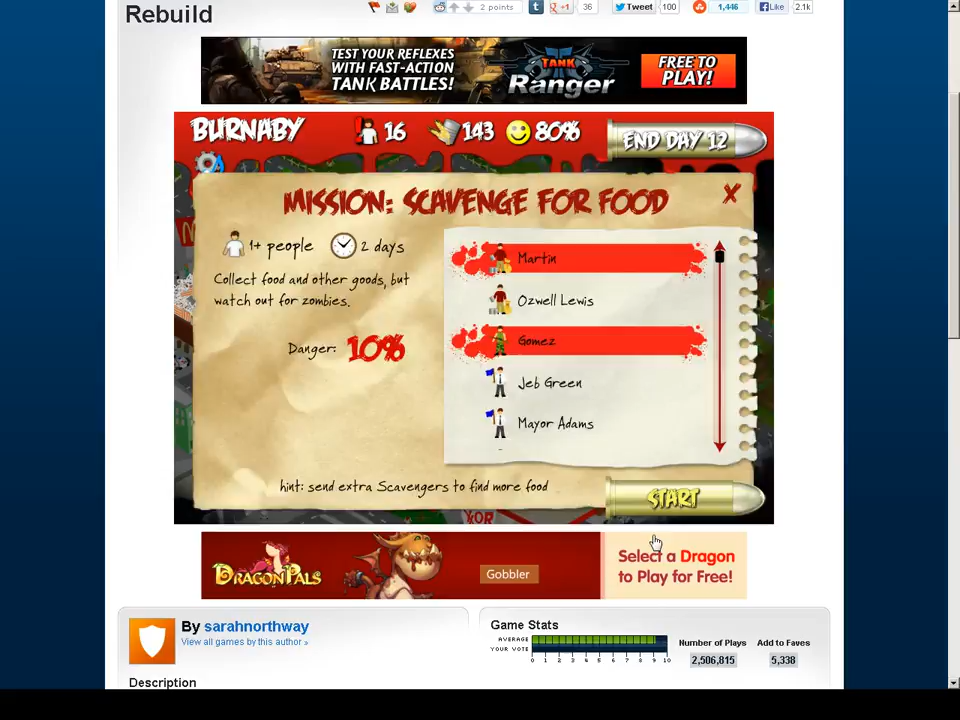 Rebuild
2 points
+1
36
Tweet
100
1,446
Like
2.1k
TEST YOUR REFLEXES
WITH FAST-ACTION
TANK BATTLES!
TANK
Ranger
FREE TO
PLAY!
BURNABY
16
143
80%
END DAY 12
MISSION: SCAVENGE FOR FOOD
X
1+ people
2 days
Collect food and other goods, but
watch out for zombies.
Danger: 10%
Martin
Ozwell Lewis
Gomez
Jeb Green
Mayor Adams
hint: send extra Scavengers to find more food
START
DRAGONPALS
Gobbler
Select a Dragon
to Play for Free!
By sarahnorthway
View all games by this author »
Game Stats
AVERAGE
YOUR VOTE
0 1 2 3 4 5 6 7 8 9 10
Number of Plays
2,506,815
Add to Faves
5,338
Description